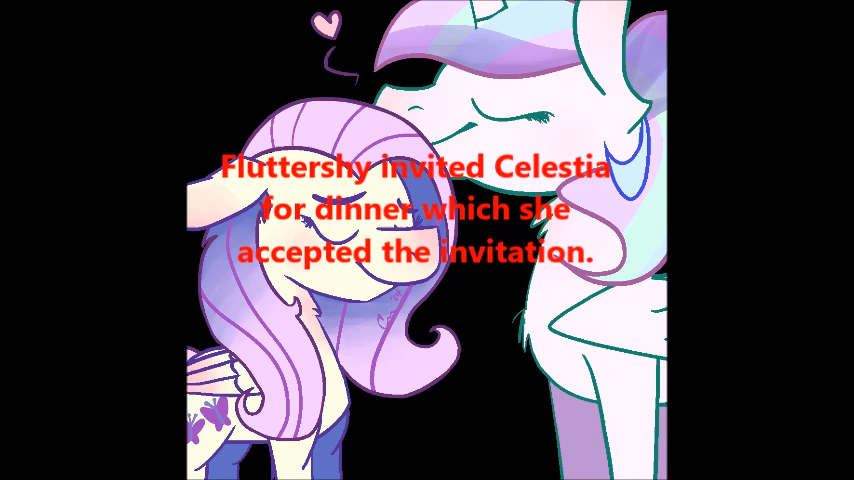 Fluttershy invited Celestia
for dinner which she
accepted the invitation.